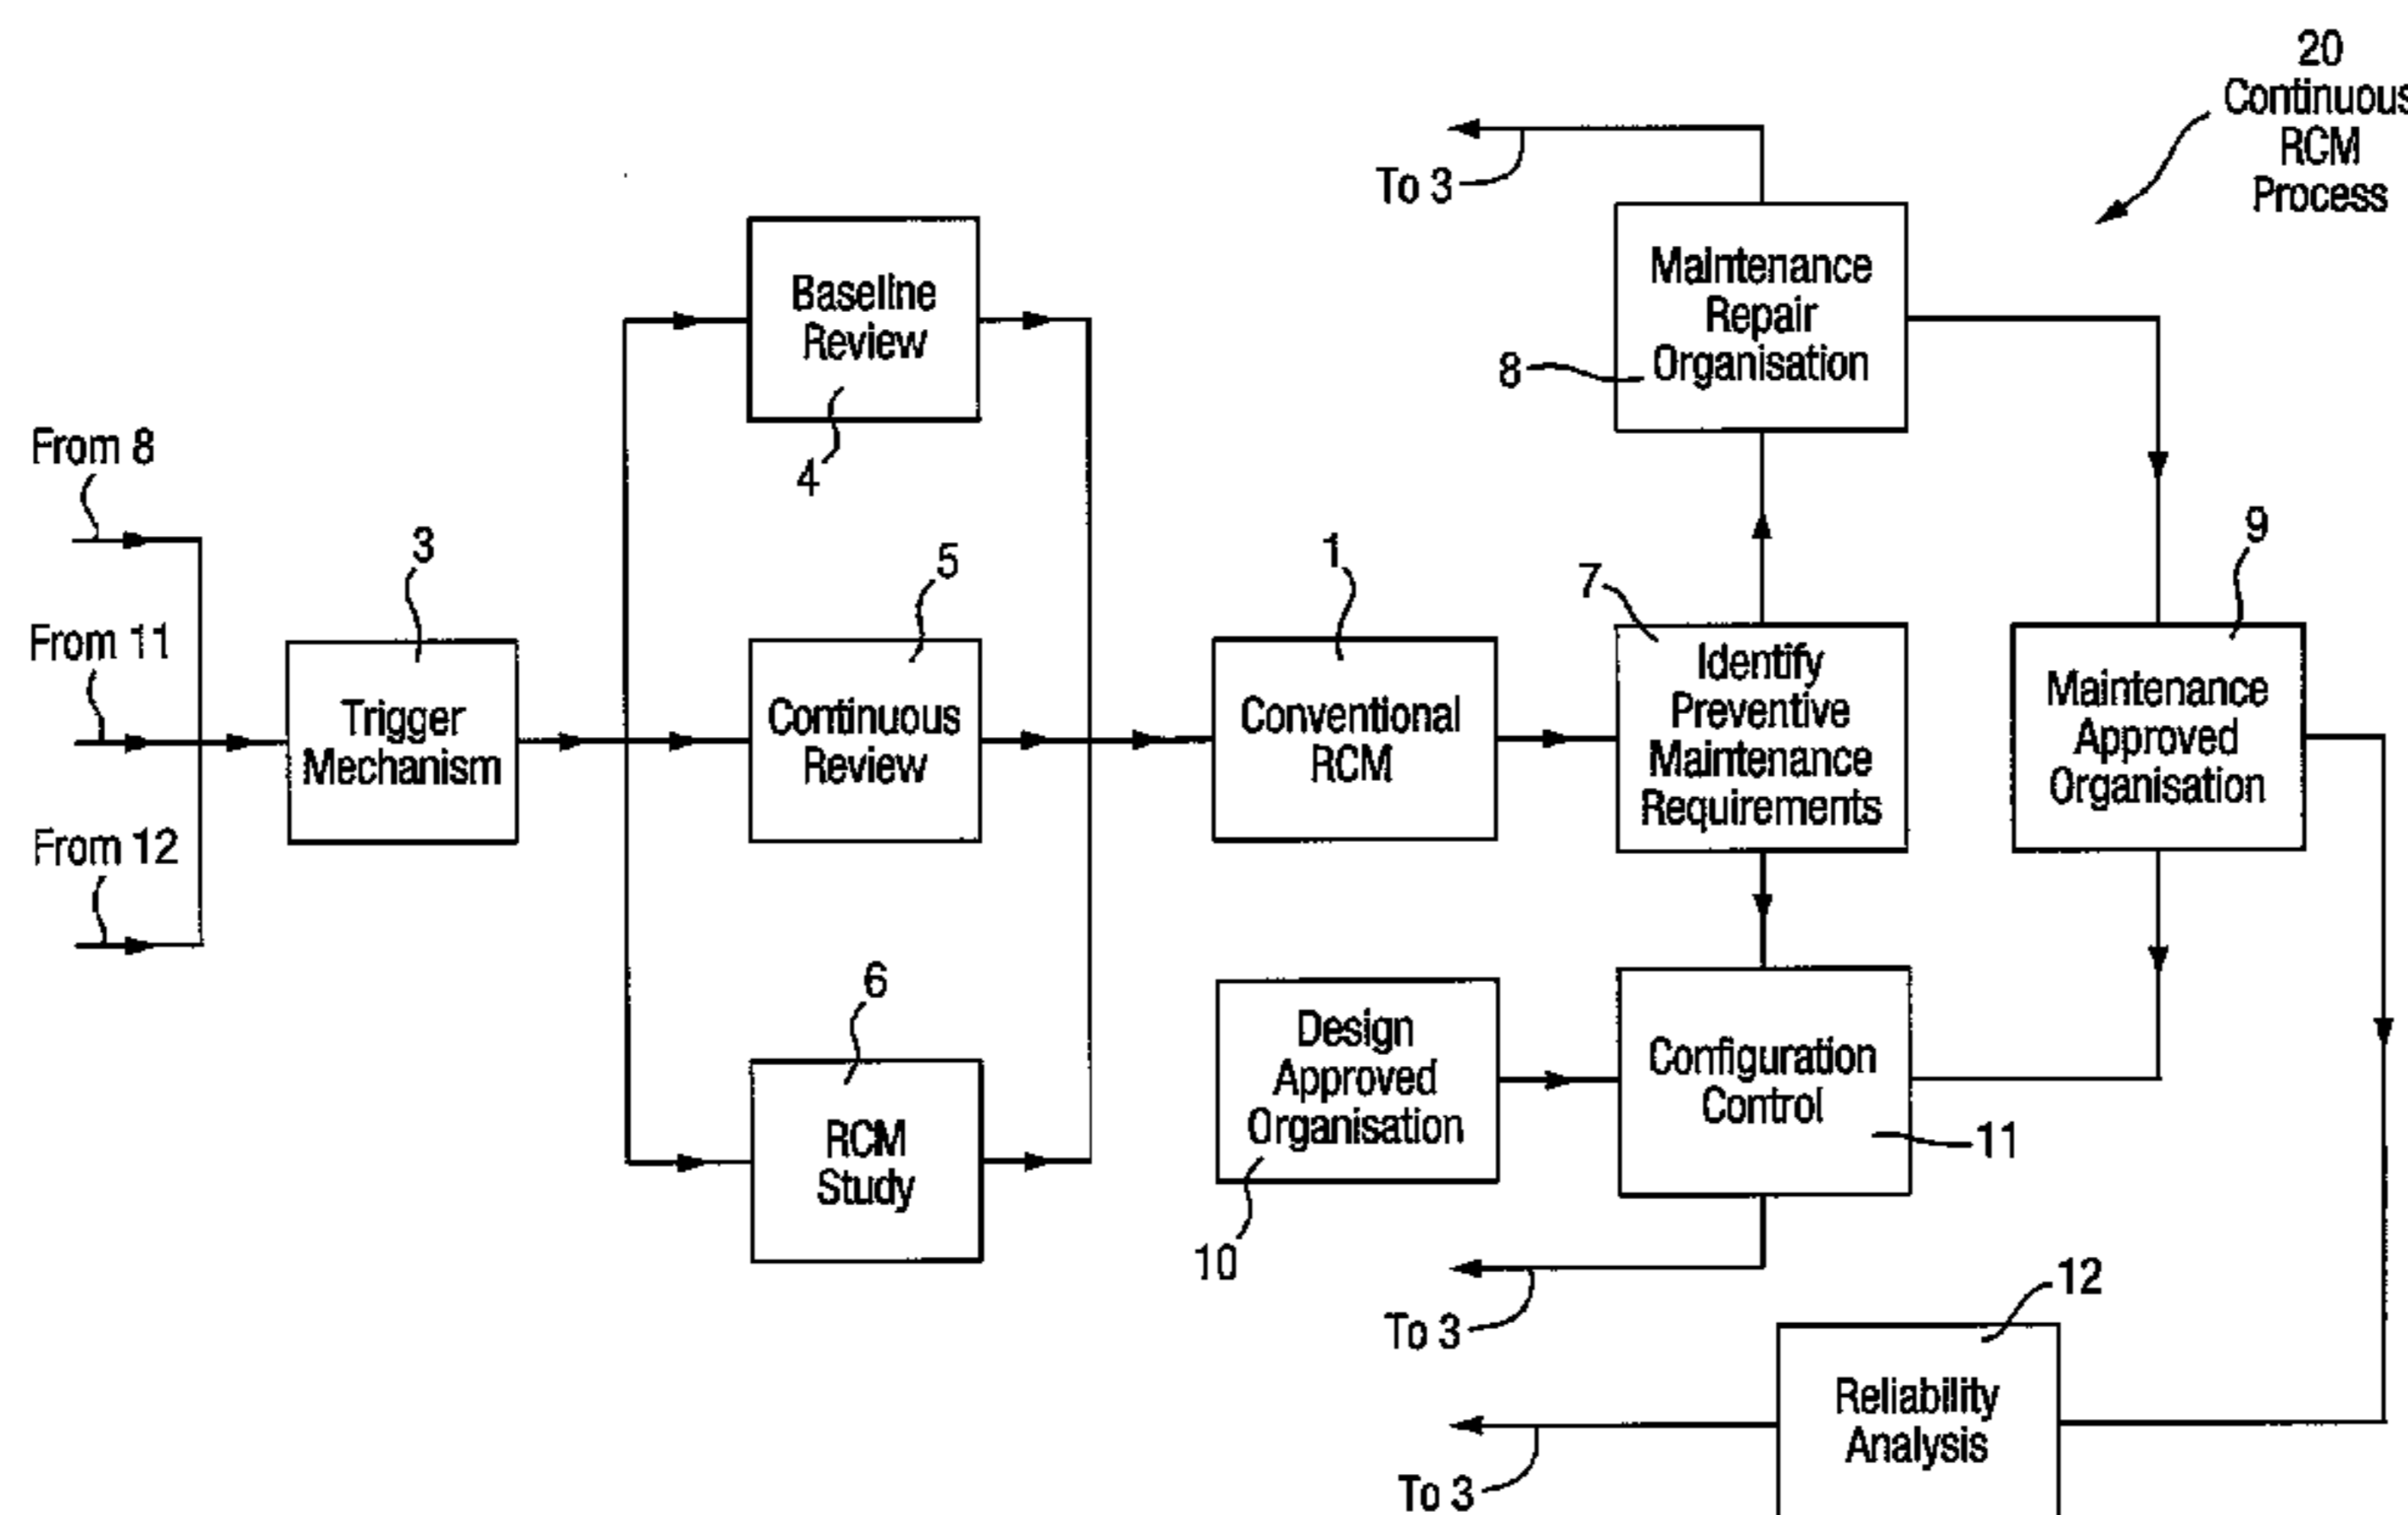 20
Continuous
RCM
Process
To 3
Maintenance
Repair
Organisation
8
Baseline
Review
4
From 8
From 11
From 12
3
Trigger
Mechanism
5
Continuous
Review
6
RCM
Study
1
Conventional
RCM
7
Identify
Preventive
Maintenance
Requirements
9
Maintenance
Approved
Organisation
Design
Approved
Organisation
10
Configuration
Control
11
To 3
12
Reliability
Analysis
To 3